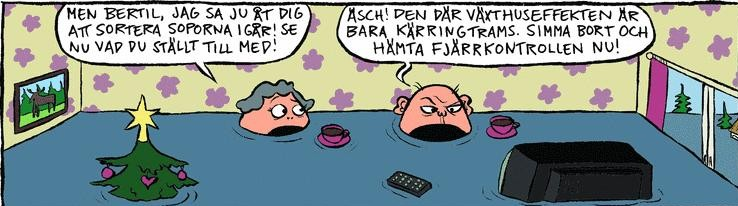 MEN BERTIL, JAG SA JU ÅT DIG
ATT SORTERA SOPORNA IGÅR! SE
NU VAD DU STÄLLT TILL MED!
ÄSCH! DEN DÄR VÄXTHUSEFFEKTEN ÄR
BARA KÄRRINGTRAMS. SIMMA BORT OCH
HÄMTA FJÄRRKONTROLLEN NU!